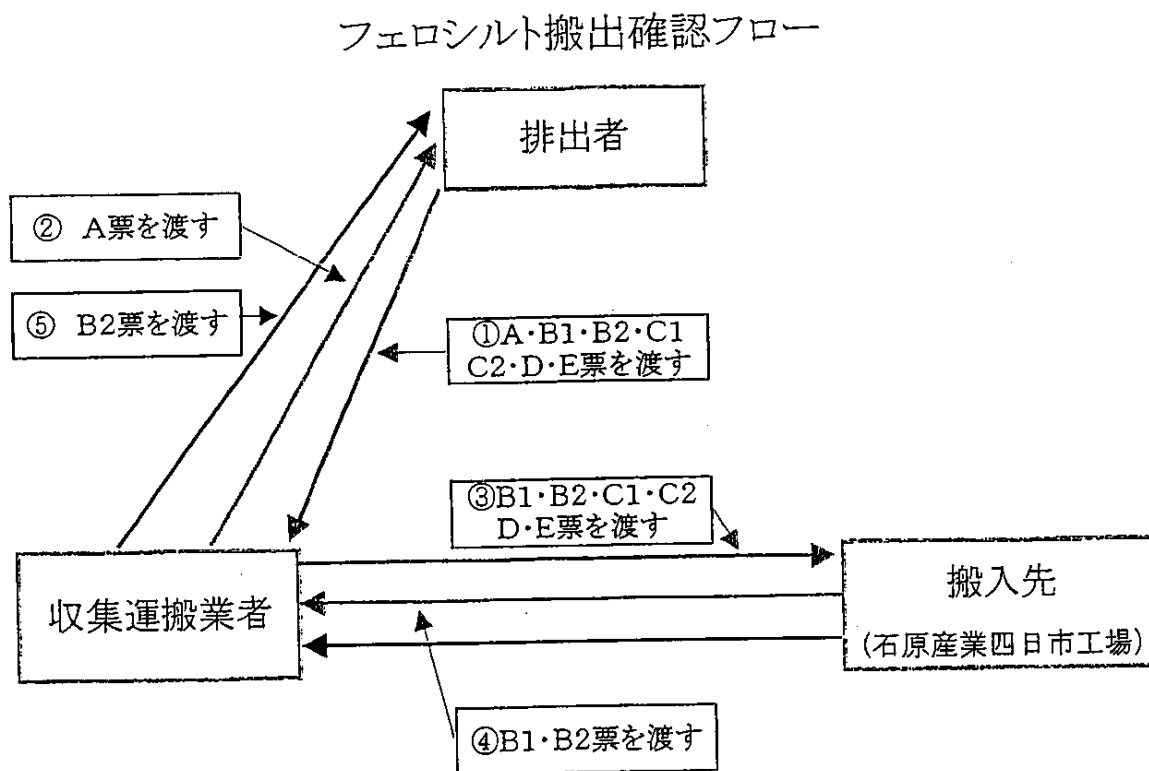 フェロシルト搬出確認フロー
排出者
② A票を渡す
⑤ B2票を渡す
①A・B1・B2・C1
C2・D・E票を渡す
③B1・B2・C1・C2
D・E票を渡す
収集運搬業者
搬入先
(石原産業四日市工場)
④B1・B2票を渡す